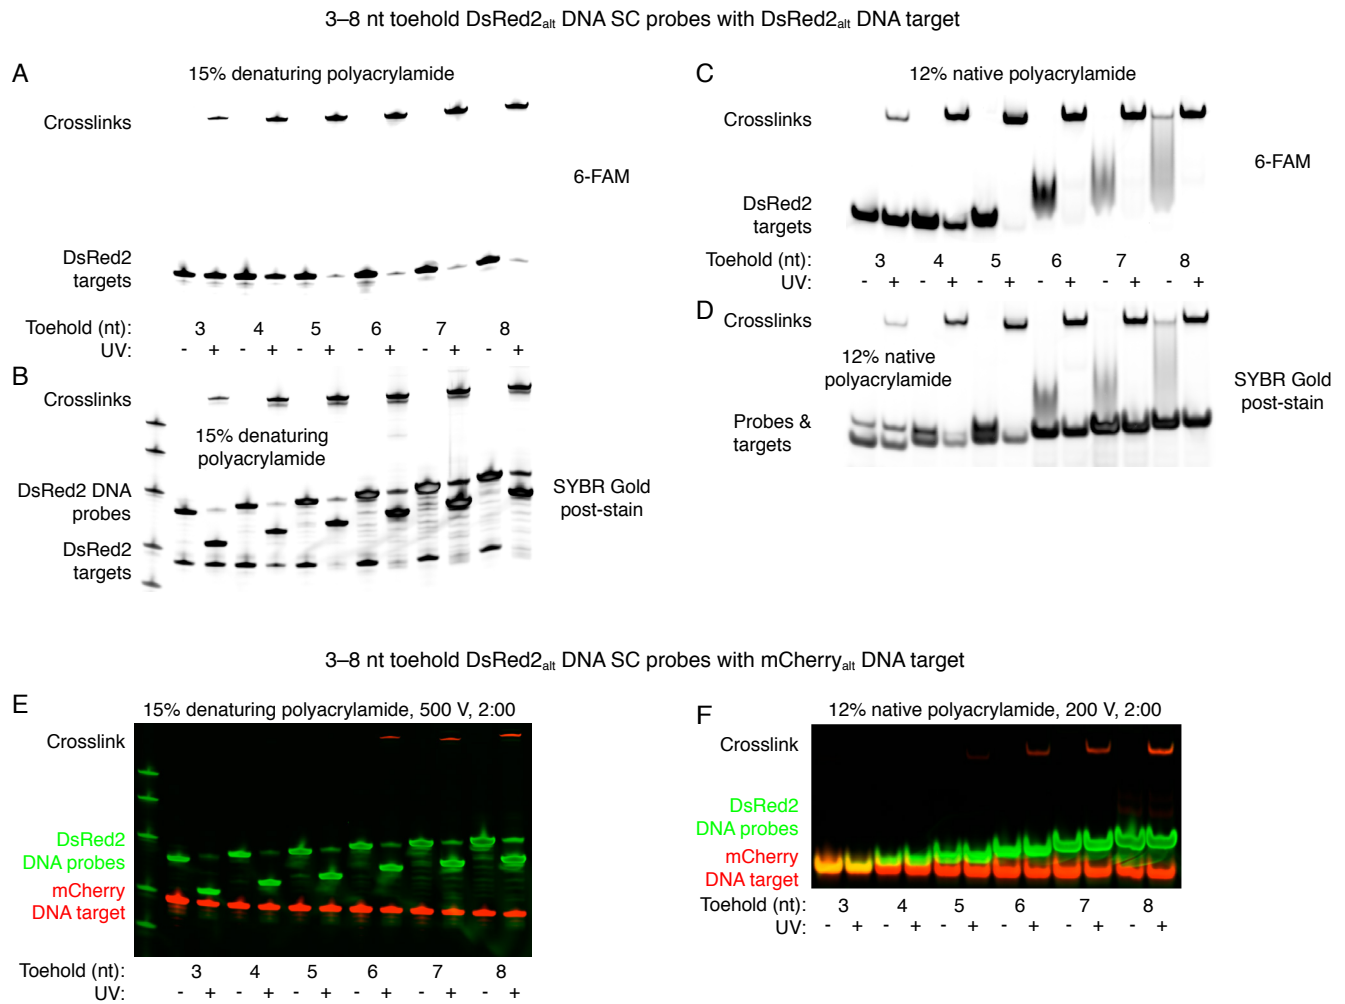 3–8 nt toehold DsRed2alt DNA SC probes with DsRed2alt DNA target
A
15% denaturing polyacrylamide
Crosslinks
6-FAM
DsRed2
targets
Toehold (nt): 3 4 5 6 7 8
UV: - + - + - + - + - + - +
B
Crosslinks
15% denaturing
polyacrylamide
DsRed2 DNA
probes
SYBR Gold
post-stain
DsRed2
targets
C
12% native polyacrylamide
Crosslinks
6-FAM
DsRed2
targets
Toehold (nt): 3 4 5 6 7 8
UV: - + - + - + - + - + - +
D
Crosslinks
12% native
polyacrylamide
SYBR Gold
post-stain
Probes &
targets
3–8 nt toehold DsRed2alt DNA SC probes with mCherryalt DNA target
E
15% denaturing polyacrylamide, 500 V, 2:00
Crosslink
DsRed2
DNA probes
mCherry
DNA target
Toehold (nt): 3 4 5 6 7 8
UV: - + - + - + - + - + - +
F
12% native polyacrylamide, 200 V, 2:00
Crosslink
DsRed2
DNA probes
mCherry
DNA target
Toehold (nt): 3 4 5 6 7 8
UV: - + - + - + - + - + - +